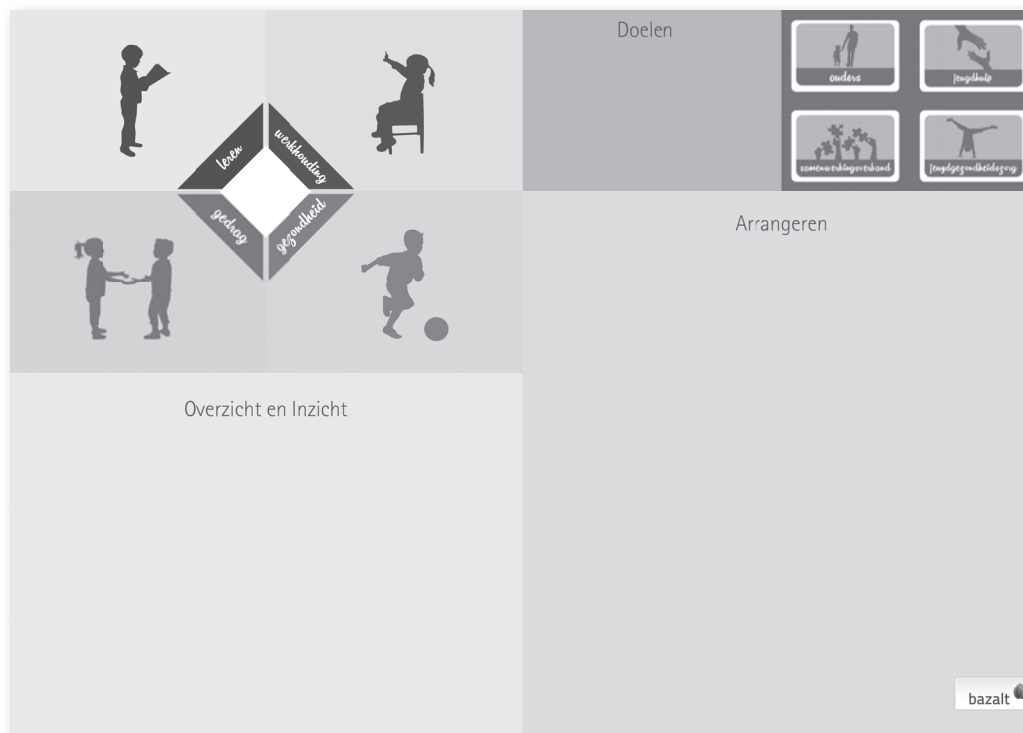 leren
werkhouding
gedrag
gezondheid
Overzicht en Inzicht
Doelen
ouders
jeugdhulp
samenwerkingsverband
jeugdgezondheidszorg
Arrangeren
bazalt